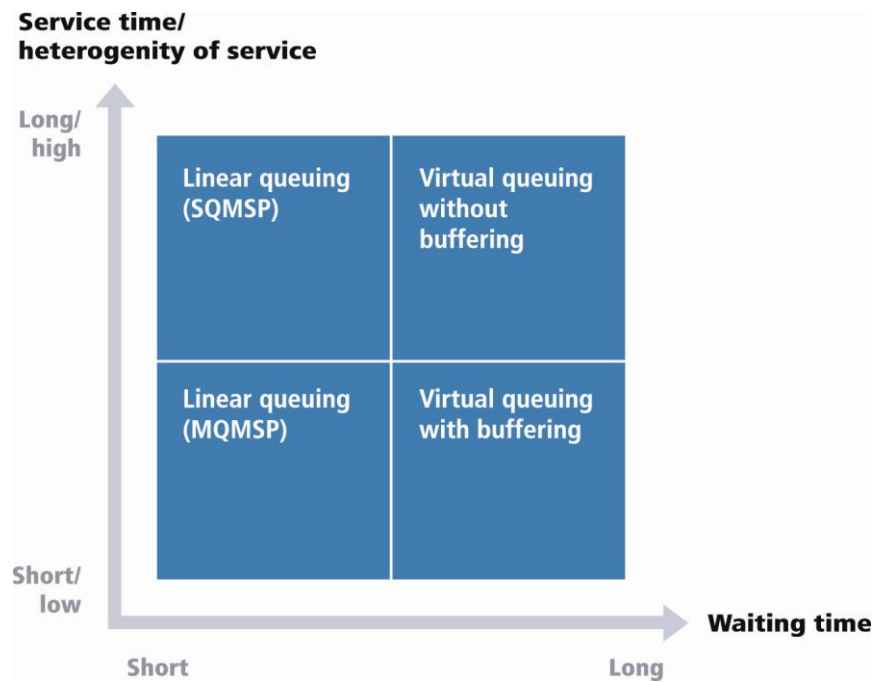 Service time/
heterogenity of service
Long/
high
Linear queuing
(SQMSP)
Virtual queuing
without
buffering
Linear queuing
(MQMSP)
Virtual queuing
with buffering
Short/
low
Waiting time
Short
Long